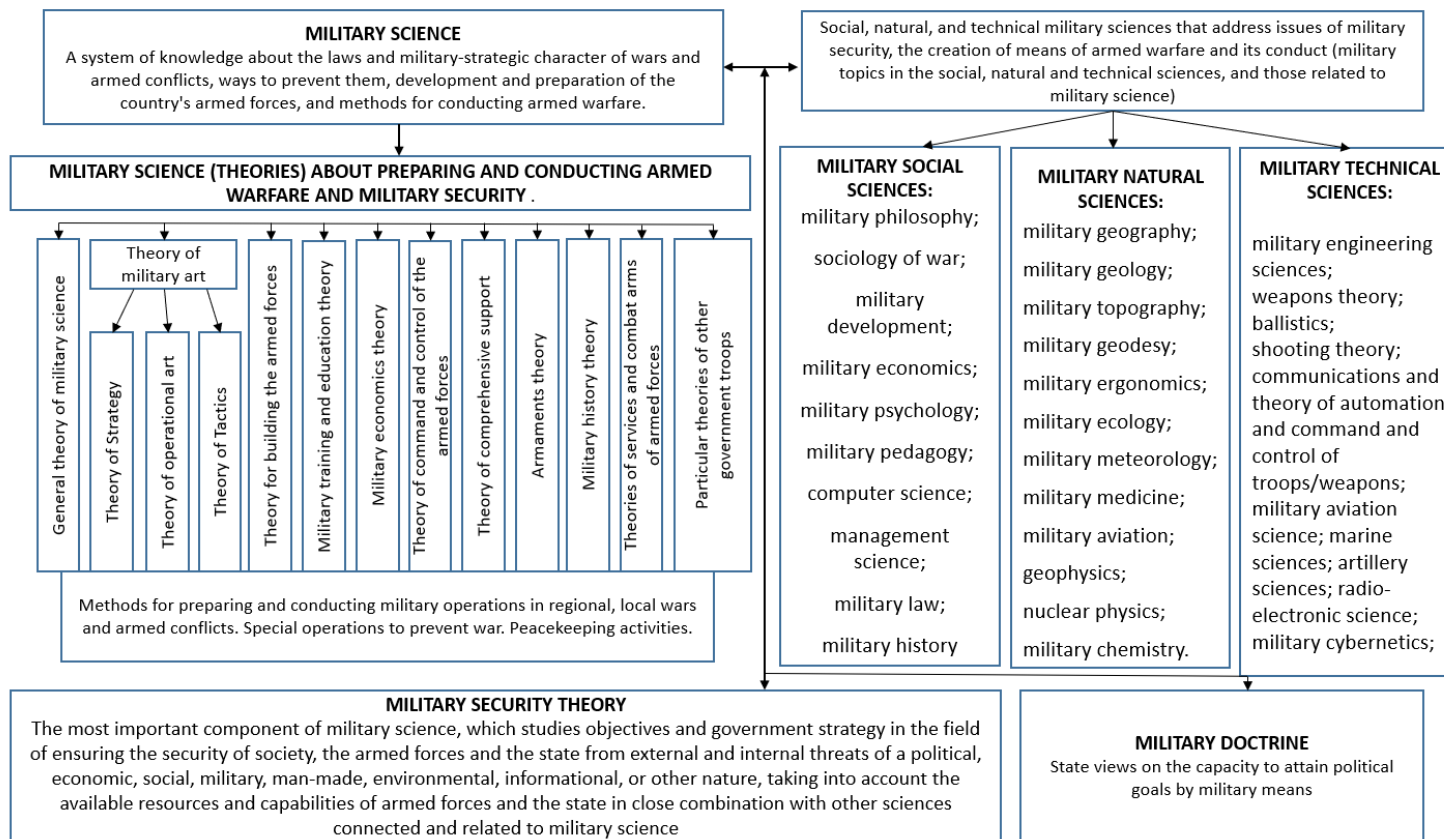 MILITARY SCIENCE
A system of knowledge about the laws and military-strategic character of wars and
armed conflicts, ways to prevent them, development and preparation of the
country's armed forces, and methods for conducting armed warfare.
Social, natural, and technical military sciences that address issues of military
security, the creation of means of armed warfare and its conduct (military
topics in the social, natural and technical sciences, and those related to
military science)
MILITARY SCIENCE (THEORIES) ABOUT PREPARING AND CONDUCTING ARMED
WARFARE AND MILITARY SECURITY .
General theory of military science
Theory of
military art
Theory of Strategy
Theory of operational art
Theory of Tactics
Theory for building the armed forces
Military training and education theory
Military economics theory
Theory of command and control of the
armed forces
Theory of comprehensive support
Armaments theory
Military history theory
Theories of services and combat arms
of armed forces
Particular theories of other
government troops
Methods for preparing and conducting military operations in regional, local wars
and armed conflicts. Special operations to prevent war. Peacekeeping activities.
MILITARY SOCIAL
SCIENCES:
military philosophy;
sociology of war;
military
development;
military economics;
military psychology;
military pedagogy;
computer science;
management
science;
military law;
military history
MILITARY NATURAL
SCIENCES:
military geography;
military geology;
military topography;
military geodesy;
military ergonomics;
military ecology;
military meteorology;
military medicine;
military aviation;
geophysics;
nuclear physics;
military chemistry.
MILITARY TECHNICAL
SCIENCES:
military engineering
sciences;
weapons theory;
ballistics;
shooting theory;
communications and
theory of automation
and command and
control of
troops/weapons;
military aviation
science; marine
sciences; artillery
sciences; radio-
electronic science;
military cybernetics;
MILITARY SECURITY THEORY
The most important component of military science, which studies objectives and government strategy in the field
of ensuring the security of society, the armed forces and the state from external and internal threats of a political,
economic, social, military, man-made, environmental, informational, or other nature, taking into account the
available resources and capabilities of armed forces and the state in close combination with other sciences
connected and related to military science
MILITARY DOCTRINE
State views on the capacity to attain political
goals by military means